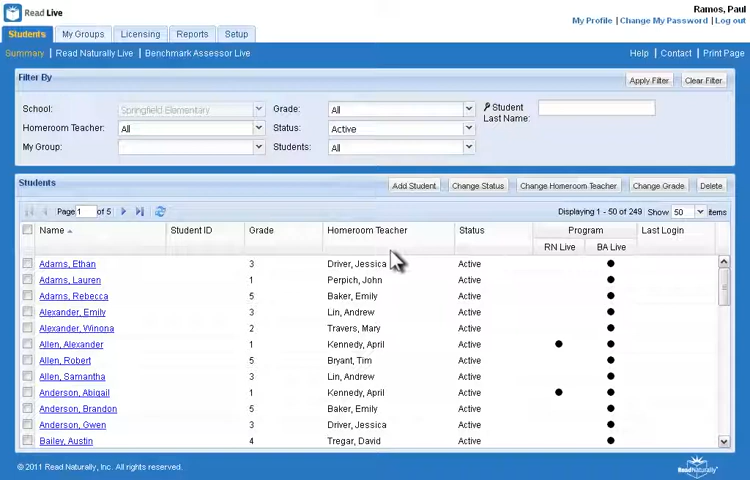 Read Live
Ramos, Paul
My Profile | Change My Password | Log out
Students My Groups Licensing Reports Setup
Summary | Read Naturally Live | Benchmark Assessor Live
Help | Contact | Print Page
Filter By
Apply Filter Clear Filter
School: Springfield Elementary Grade: All Student Last Name:
Homeroom Teacher: All Status: Active
My Group: Students: All
Students
Add Student Change Status Change Homeroom Teacher Change Grade Delete
Page 1 of 5 Displaying 1 - 50 of 249 Show 50 items
Name Student ID Grade Homeroom Teacher Status Program Last Login
RN Live BA Live
Adams, Ethan 3 Driver, Jessica Active
Adams, Lauren 1 Perpich, John Active
Adams, Rebecca 5 Baker, Emily Active
Alexander, Emily 3 Lin, Andrew Active
Alexander, Winona 2 Travers, Mary Active
Allen, Alexander 1 Kennedy, April Active
Allen, Robert 5 Bryant, Tim Active
Allen, Samantha 3 Lin, Andrew Active
Anderson, Abigail 1 Kennedy, April Active
Anderson, Brandon 5 Baker, Emily Active
Anderson, Gwen 3 Driver, Jessica Active
Bailey, Austin 4 Tregar, David Active
© 2011 Read Naturally, Inc. All rights reserved.
Read Naturally